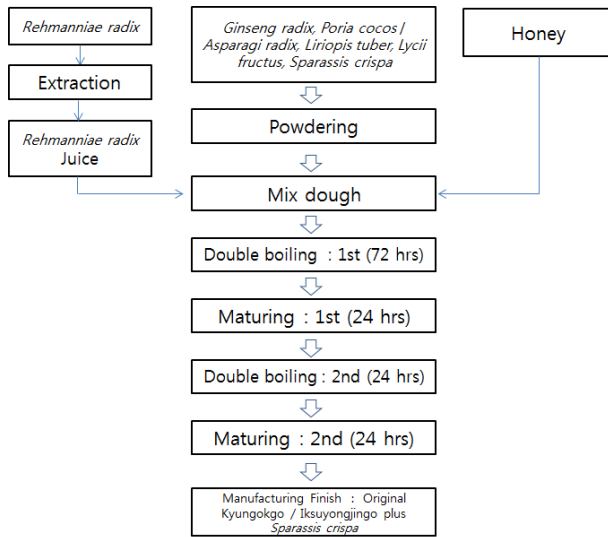 Rehmanniae radix
Extraction
Rehmanniae radix
Juice
Ginseng radix, Poria cocos /
Asparagi radix, Liriopis tuber, Lycii
fructus, Sparassis crispa
Powdering
Honey
Mix dough
Double boiling : 1st (72 hrs)
Maturing : 1st (24 hrs)
Double boiling : 2nd (24 hrs)
Maturing : 2nd (24 hrs)
Manufacturing Finish : Original
Kyungokgo / Iksuyongjingo plus
Sparassis crispa